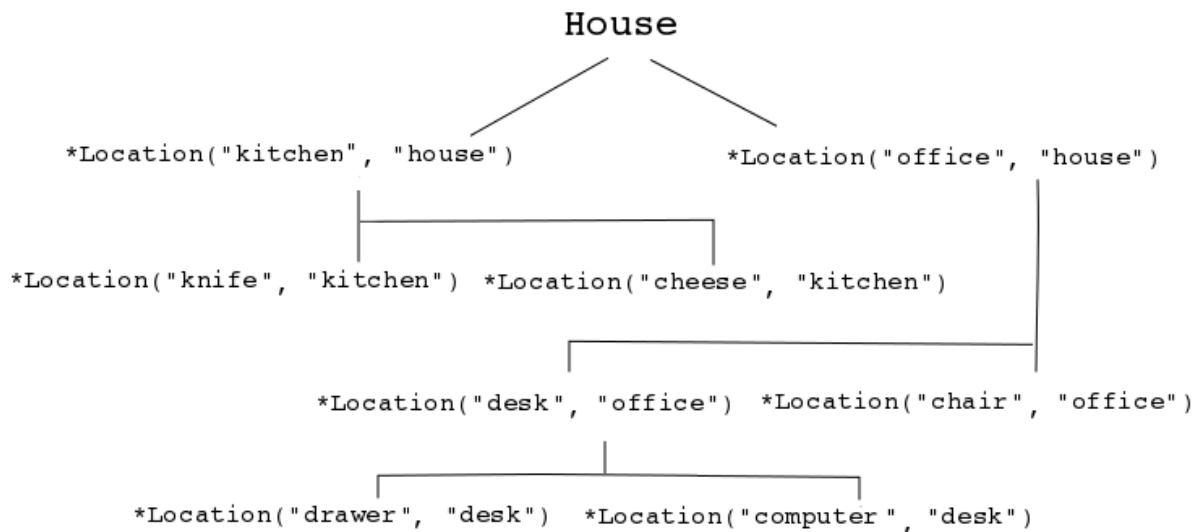 House
*Location("kitchen", "house")
*Location("office", "house")
*Location("knife", "kitchen")
*Location("cheese", "kitchen")
*Location("desk", "office")
*Location("chair", "office")
*Location("drawer", "desk")
*Location("computer", "desk")